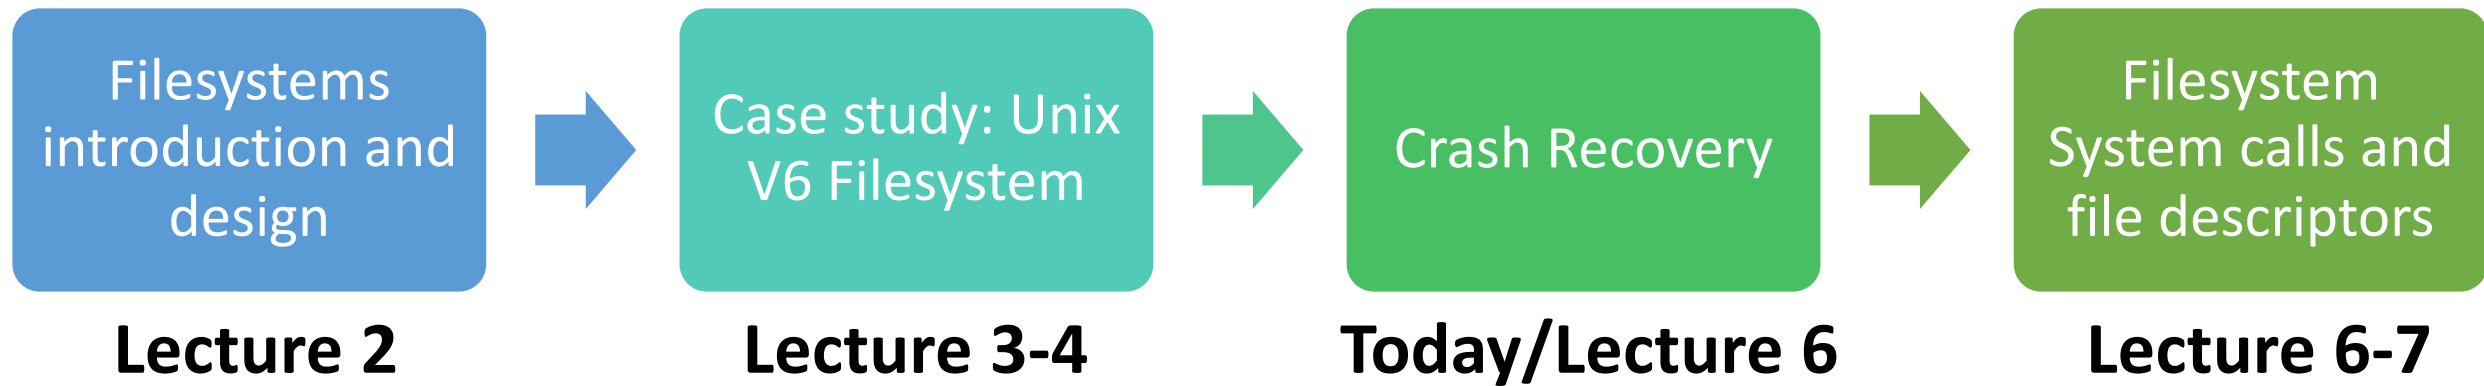 Filesystems
introduction and
design
Lecture 2
Case study: Unix
V6 Filesystem
Lecture 3-4
Crash Recovery
Today/Lecture 6
Filesystem
System calls and
file descriptors
Lecture 6-7